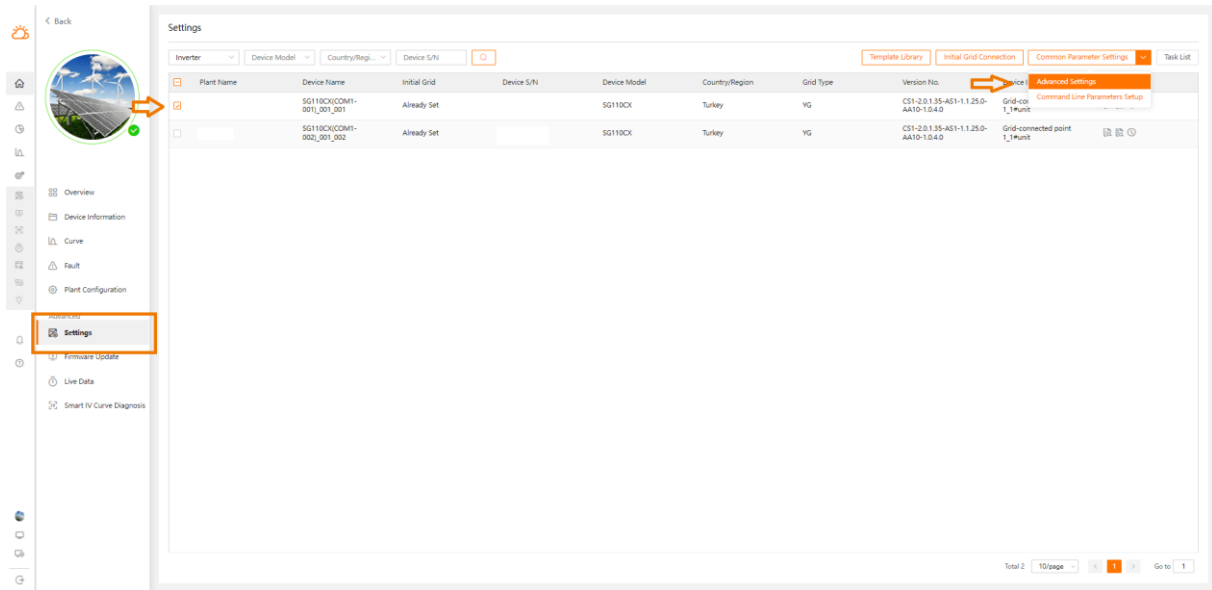 < Back
Settings
Inverter
Device Model
Country/Regi...
Device S/N
Template Library
Initial Grid Connection
Common Parameter Settings
Task List
Advanced Settings
Command Line Parameters Setup
Plant Name
Device Name
Initial Grid
Device S/N
Device Model
Country/Region
Grid Type
Version No.
SG110CX(COM1-
001)_001_001
Already Set
SG110CX
Turkey
YG
CS1-2.0.1.35-AS1-1.1.25.0-
AA10-1.0.4.0
1_1#unit
SG110CX(COM1-
002)_001_002
Already Set
SG110CX
Turkey
YG
CS1-2.0.1.35-AS1-1.1.25.0-
AA10-1.0.4.0
Grid-connected point
1_1#unit
Overview
Device Information
Curve
Fault
Plant Configuration
Advanced
Settings
Firmware Update
Live Data
Smart IV Curve Diagnosis
Total 2
10/page
< 1 >
Go to 1